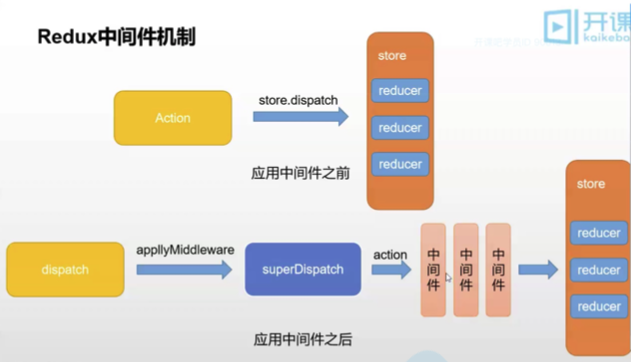 Redux中间件机制
开课
kaikeba
store
Action
store.dispatch
reducer
reducer
reducer
应用中间件之前
store
dispatch
appllyMiddleware
superDispatch
action
中间件
中间件
中间件
reducer
reducer
reducer
应用中间件之后